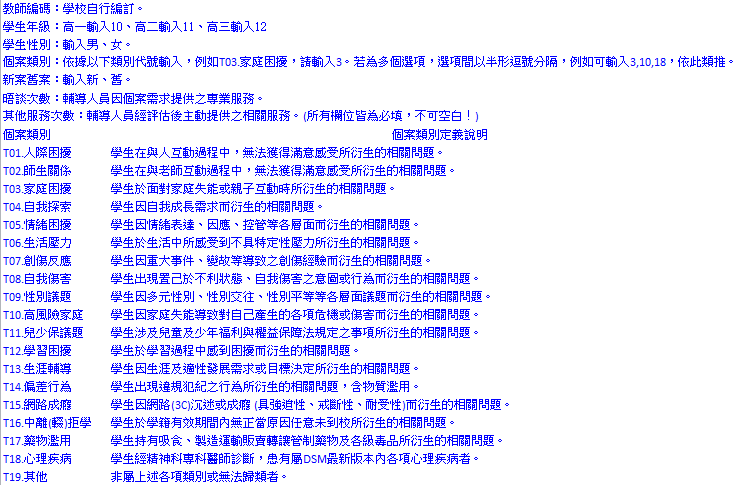 教師編碼：學校自行編訂。
學生年級：高一輸入10、高二輸入11、高三輸入12
學生性別：輸入男、女。
個案類別：依據以下類別代號輸入，例如T03.家庭困擾，請輸入3。若為多個選項，選項間以半形逗號分隔，例如可輸入3,10,18，依此類推。
新案舊案：輸入新、舊。
晤談次數：輔導人員因個案需求提供之專業服務。
其他服務次數：輔導人員經評估後主動提供之相關服務。(所有欄位皆為必填，不可空白！)
個案類別 個案類別定義說明
T01.人際困擾 學生在與人互動過程中，無法獲得滿意感受所衍生的相關問題。
T02.師生關係 學生在與老師互動過程中，無法獲得滿意感受所衍生的相關問題。
T03.家庭困擾 學生於面對家庭失能或親子互動時所衍生的相關問題。
T04.自我探索 學生因自我成長需求而衍生的相關問題。
T05.情緒困擾 學生因情緒表達、因應、控管等各層面而衍生的相關問題。
T06.生活壓力 學生於生活中所感受到不具特定性壓力所衍生的相關問題。
T07.創傷反應 學生因重大事件、變故等導致之創傷經驗而衍生的相關問題。
T08.自我傷害 學生出現置己於不利狀態、自我傷害之意圖或行為而衍生的相關問題。
T09.性別議題 學生因多元性別、性別交往、性別平等等各層面議題而衍生的相關問題。
T10.高風險家庭 學生因家庭失能導致對自己產生的各項危機或傷害而衍生的相關問題。
T11.兒少保議題 學生涉及兒童及少年福利與權益保障法規定之事項所衍生的相關問題。
T12.學習困擾 學生於學習過程中感到困擾而衍生的相關問題。
T13.生涯輔導 學生因生涯及適性發展需求或目標決定所衍生的相關問題。
T14.偏差行為 學生出現違規犯紀之行為所衍生的相關問題，含物質濫用。
T15.網路成癮 學生因網路(3C)沉迷或成癮 (具強迫性、戒斷性、耐受性)而衍生的相關問題。
T16.中離(輟)拒學 學生於學籍有效期間內無正當原因任意未到校所衍生的相關問題。
T17.藥物濫用 學生持有吸食、製造運輸販賣轉讓管制藥物及各級毒品所衍生的相關問題。
T18.心理疾病 學生經精神科專科醫師診斷，患有屬DSM最新版本內各項心理疾病者。
T19.其他 非屬上述各項類別或無法歸類者。